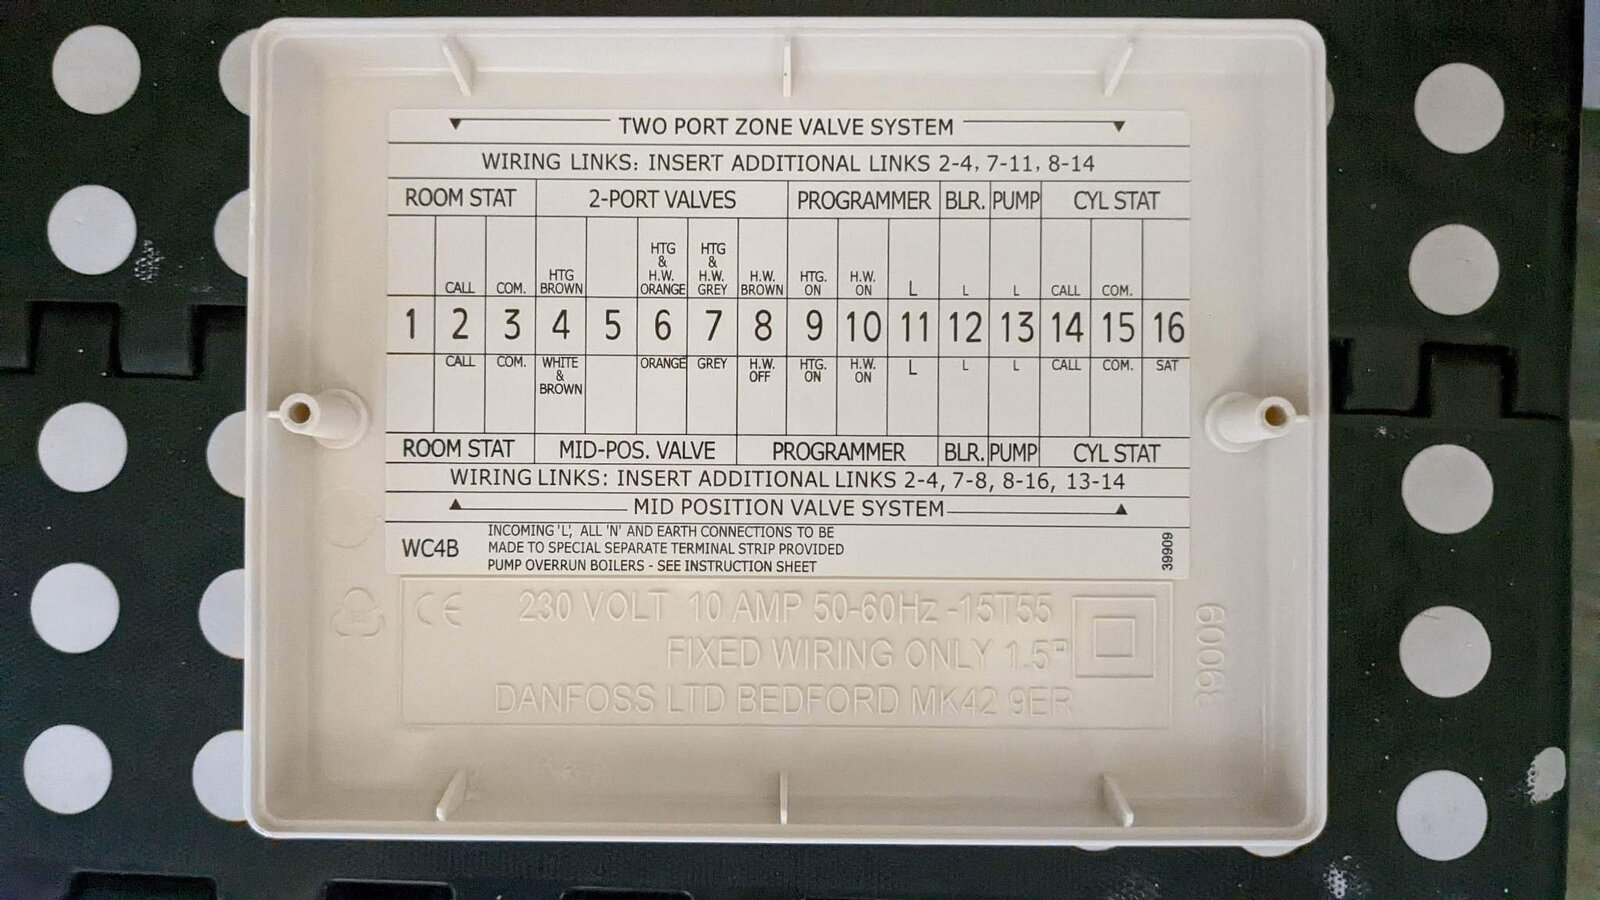 TWO PORT ZONE VALVE SYSTEM
WIRING LINKS: INSERT ADDITIONAL LINKS 2-4, 7-11, 8-14
ROOM STAT 2-PORT VALVES PROGRAMMER BLR. PUMP CYL STAT
CALL COM. HTG BROWN HTG & H.W. ORANGE HTG & H.W. GREY H.W. BROWN HTG. ON H.W. ON L L L CALL COM.
1 2 3 4 5 6 7 8 9 10 11 12 13 14 15 16
CALL COM. WHITE & BROWN ORANGE GREY H.W. OFF HTG. ON H.W. ON L L L CALL COM. SAT
ROOM STAT MID-POS. VALVE PROGRAMMER BLR. PUMP CYL STAT
WIRING LINKS: INSERT ADDITIONAL LINKS 2-4, 7-8, 8-16, 13-14
MID POSITION VALVE SYSTEM
WC4B
INCOMING 'L', ALL 'N' AND EARTH CONNECTIONS TO BE
MADE TO SPECIAL SEPARATE TERMINAL STRIP PROVIDED
PUMP OVERRUN BOILERS - SEE INSTRUCTION SHEET
39909
CE 230 VOLT 10 AMP 50-60Hz -15T55
FIXED WIRING ONLY 1.5
DANFOSS LTD BEDFORD MK42 9ER
39009